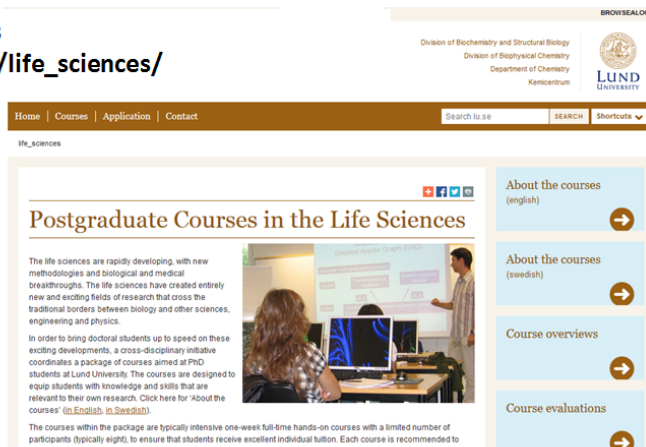 BROWSEALO
/life_sciences/
Division of Biochemistry and Structural Biology
Division of Biophysical Chemistry
Department of Chemistry
Kemicentrum
LUND
UNIVERSITY
Home | Courses | Application | Contact
Search lu.se
SEARCH
Shortcuts
life_sciences
Postgraduate Courses in the Life Sciences
The life sciences are rapidly developing, with new
methodologies and biological and medical
breakthroughs. The life sciences have created entirely
new and exciting fields of research that cross the
traditional borders between biology and other sciences,
engineering and physics.
In order to bring doctoral students up to speed on these
exciting developments, a cross-disciplinary initiative
coordinates a package of courses aimed at PhD
students at Lund University. The courses are designed to
equip students with knowledge and skills that are
relevant to their own research. Click here for 'About the
courses' (in English, in Swedish).
The courses within the package are typically intensive one-week full-time hands-on courses with a limited number of
participants (typically eight), to ensure that students receive excellent individual tuition. Each course is recommended to
Directed Acyclic Graph (DAG)
About the courses
(english)
About the courses
(swedish)
Course overviews
Course evaluations